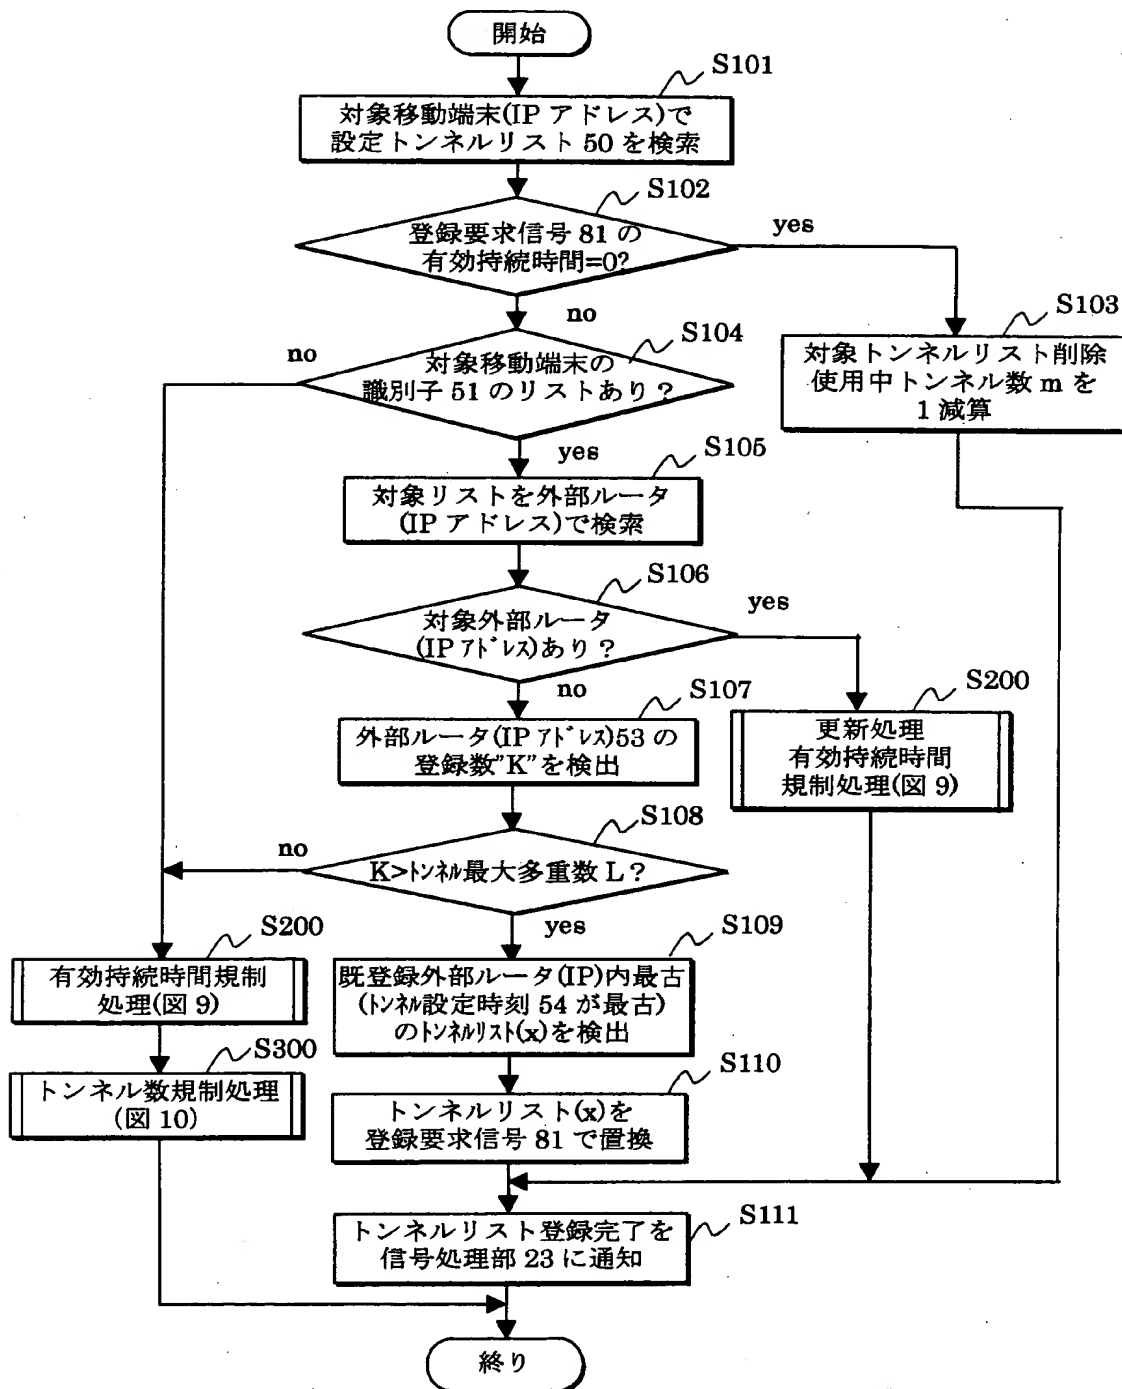 開始
S101
対象移動端末(IP アドレス)で
設定トンネルリスト 50 を検索
S102
登録要求信号 81 の
有効持続時間=0?
yes
no
S103
対象トンネルリスト削除
使用中トンネル数 m を
1 減算
S104
no
対象移動端末の
識別子 51 のリストあり？
yes
S105
対象リストを外部ルータ
(IP アドレス)で検索
S106
対象外部ルータ
(IP ｱﾄﾞﾚｽ)あり？
yes
no
S107
外部ルータ(IP ｱﾄﾞﾚｽ)53 の
登録数"K"を検出
S200
更新処理
有効持続時間
規制処理(図 9)
S108
no
K>ﾄﾝﾈﾙ最大多重数 L？
yes
S109
既登録外部ルータ(IP)内最古
(ﾄﾝﾈﾙ設定時刻 54 が最古)
のﾄﾝﾈﾙﾘｽﾄ(x)を検出
S200
有効持続時間規制
処理(図 9)
S300
トンネル数規制処理
(図 10)
S110
トンネルリスト(x)を
登録要求信号 81 で置換
S111
トンネルリスト登録完了を
信号処理部 23 に通知
終り